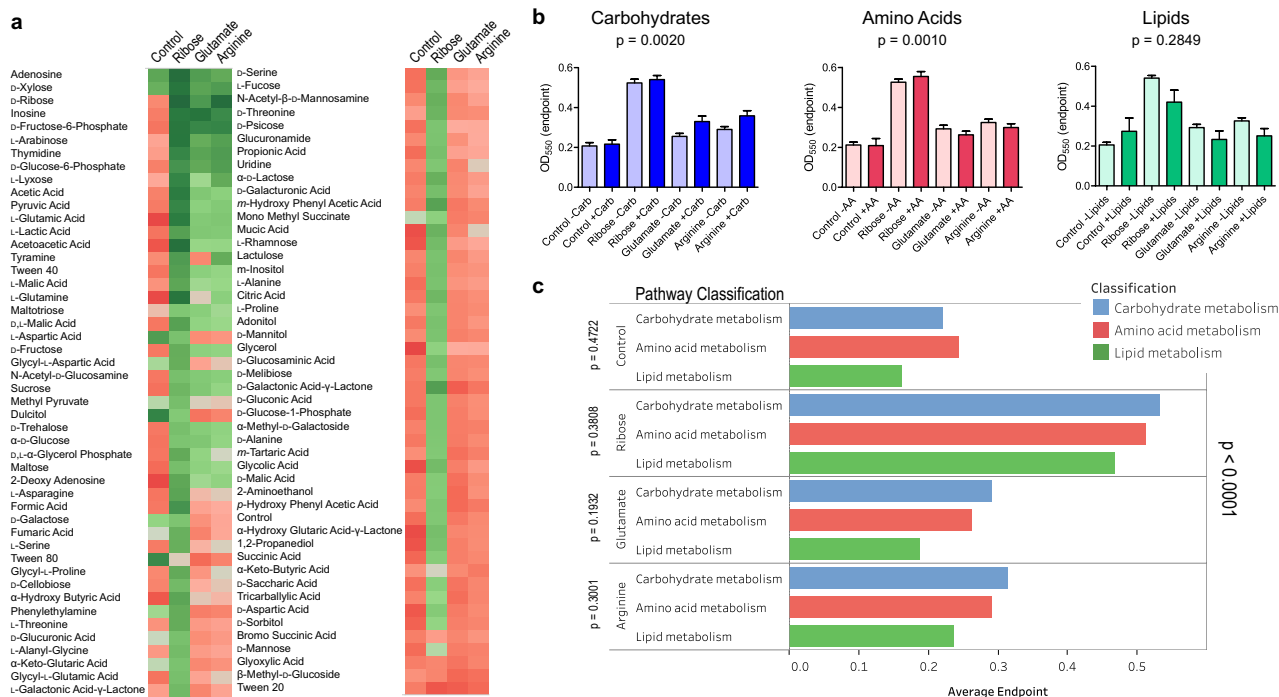 a
Control
Ribose
Glutamate
Arginine
Adenosine
D-Xylose
D-Ribose
Inosine
D-Fructose-6-Phosphate
L-Arabinose
Thymidine
D-Glucose-6-Phosphate
L-Lyxose
Acetic Acid
Pyruvic Acid
L-Glutamic Acid
L-Lactic Acid
Acetoacetic Acid
Tyramine
Tween 40
L-Malic Acid
L-Glutamine
Maltotriose
D,L-Malic Acid
L-Aspartic Acid
D-Fructose
Glycyl-L-Aspartic Acid
N-Acetyl-D-Glucosamine
Sucrose
Methyl Pyruvate
Dulcitol
D-Trehalose
α-D-Glucose
D,L-α-Glycerol Phosphate
Maltose
2-Deoxy Adenosine
L-Asparagine
Formic Acid
D-Galactose
Fumaric Acid
L-Serine
Tween 80
Glycyl-L-Proline
D-Cellobiose
α-Hydroxy Butyric Acid
Phenylethylamine
L-Threonine
D-Glucuronic Acid
L-Alanyl-Glycine
α-Keto-Glutaric Acid
Glycyl-L-Glutamic Acid
L-Galactonic Acid-γ-Lactone
Control
Ribose
Glutamate
Arginine
D-Serine
L-Fucose
N-Acetyl-β-D-Mannosamine
D-Threonine
D-Psicose
Glucuronamide
Propionic Acid
Uridine
α-D-Lactose
D-Galacturonic Acid
m-Hydroxy Phenyl Acetic Acid
Mono Methyl Succinate
Mucic Acid
L-Rhamnose
Lactulose
m-Inositol
L-Alanine
Citric Acid
L-Proline
Adonitol
D-Mannitol
Glycerol
D-Glucosaminic Acid
D-Melibiose
D-Galactonic Acid-γ-Lactone
D-Gluconic Acid
D-Glucose-1-Phosphate
α-Methyl-D-Galactoside
D-Alanine
m-Tartaric Acid
Glycolic Acid
D-Malic Acid
2-Aminoethanol
p-Hydroxy Phenyl Acetic Acid
Control
α-Hydroxy Glutaric Acid-γ-Lactone
1,2-Propanediol
Succinic Acid
α-Keto-Butyric Acid
D-Saccharic Acid
Tricarballylic Acid
D-Aspartic Acid
D-Sorbitol
Bromo Succinic Acid
D-Mannose
Glyoxylic Acid
β-Methyl-D-Glucoside
Tween 20
b
Carbohydrates
p = 0.0020
OD550 (endpoint)
0.6
0.4
0.2
0.0
Control -Carb
Control +Carb
Ribose -Carb
Ribose +Carb
Glutamate -Carb
Glutamate +Carb
Arginine -Carb
Arginine +Carb
Amino Acids
p = 0.0010
OD550 (endpoint)
0.6
0.4
0.2
0.0
Control -AA
Control +AA
Ribose -AA
Ribose +AA
Glutamate -AA
Glutamate +AA
Arginine -AA
Arginine +AA
Lipids
p = 0.2849
OD550 (endpoint)
0.6
0.4
0.2
0.0
Control -Lipids
Control +Lipids
Ribose -Lipids
Ribose +Lipids
Glutamate -Lipids
Glutamate +Lipids
Arginine -Lipids
Arginine +Lipids
c
Pathway Classification
Classification
Carbohydrate metabolism
Amino acid metabolism
Lipid metabolism
p = 0.4722
Control
Carbohydrate metabolism
Amino acid metabolism
Lipid metabolism
p = 0.3808
Ribose
Carbohydrate metabolism
Amino acid metabolism
Lipid metabolism
p = 0.1932
Glutamate
Carbohydrate metabolism
Amino acid metabolism
Lipid metabolism
p = 0.3001
Arginine
Carbohydrate metabolism
Amino acid metabolism
Lipid metabolism
p < 0.0001
0.0 0.1 0.2 0.3 0.4 0.5
Average Endpoint